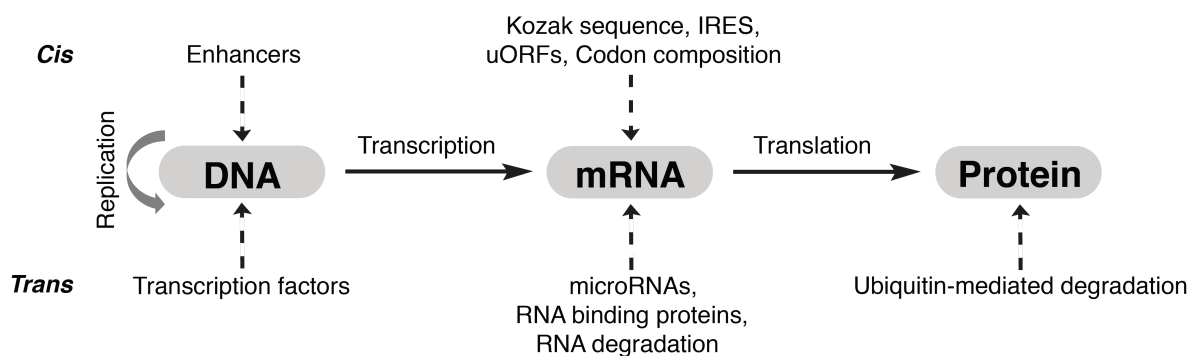 Kozak sequence, IRES,
Cis
Enhancers
uORFs, Codon composition
Replication
Transcription
Translation
DNA
mRNA
Protein
Trans
Transcription factors
microRNAs,
RNA binding proteins,
RNA degradation
Ubiquitin-mediated degradation